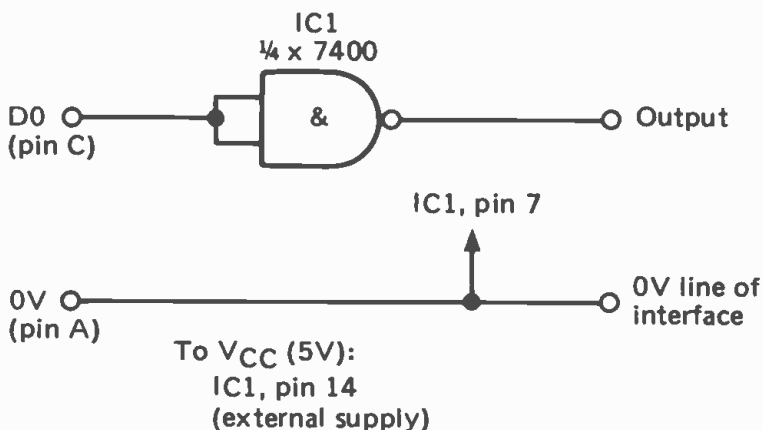 IC1
¼ x 7400
D0
(pin C)
&
Output
IC1, pin 7
0V
(pin A)
0V line of
interface
To VCC (5V):
IC1, pin 14
(external supply)